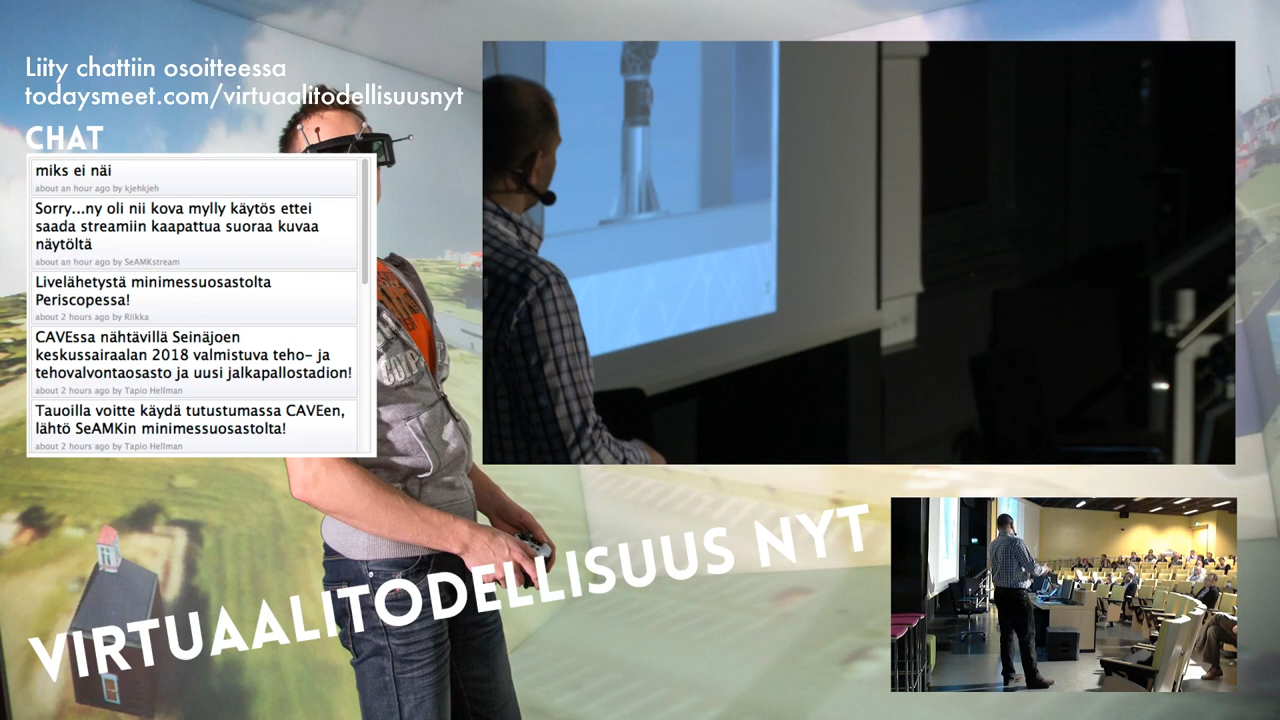 Liity chattiin osoitteessa
todaysmeet.com/virtuaalitodellisuusnyt
CHAT
miks ei näi
about an hour ago by kjehkjeh
Sorry...ny oli nii kova mylly käytös ettei
saada streamiin kaapattua suoraa kuvaa
näytöltä
about an hour ago by SeAMKstream
Livelähetystä minimessuosastolta
Periscopessa!
about 2 hours ago by Riikka
CAVEssa nähtävillä Seinäjoen
keskussairaalan 2018 valmistuva teho- ja
tehovalvontaosasto ja uusi jalkapallostadion!
about 2 hours ago by Tapio Hellman
Tauoilla voitte käydä tutustumassa CAVEen,
lähtö SeAMKin minimessuosastolta!
about 2 hours ago by Tapio Hellman
VIRTUAALITODELLISUUS NYT